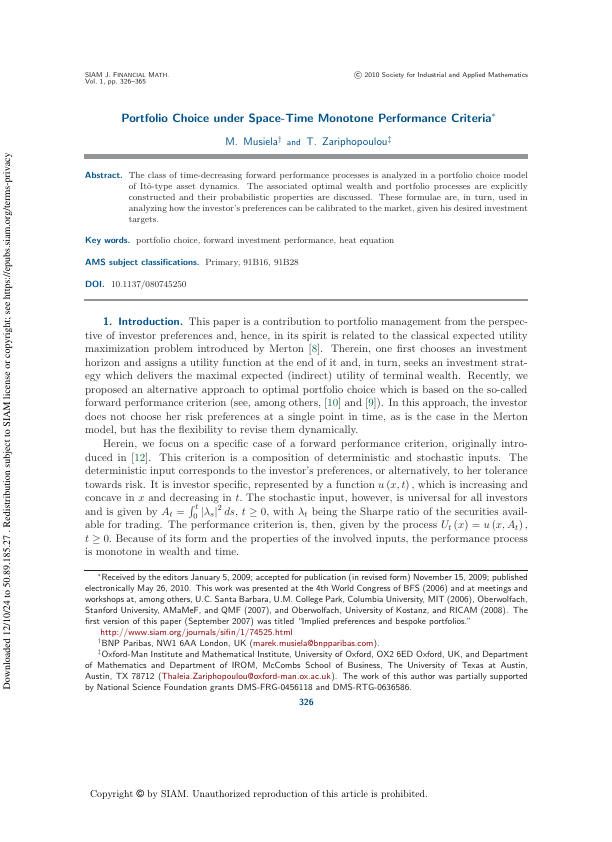 SIAM J. FINANCIAL MATH.
Vol. 1, pp. 326–365
© 2010 Society for Industrial and Applied Mathematics
Portfolio Choice under Space-Time Monotone Performance Criteria*
M. Musiela† and T. Zariphopoulou‡
Abstract. The class of time-decreasing forward performance processes is analyzed in a portfolio choice model
of Itô-type asset dynamics. The associated optimal wealth and portfolio processes are explicitly
constructed and their probabilistic properties are discussed. These formulae are, in turn, used in
analyzing how the investor's preferences can be calibrated to the market, given his desired investment
targets.
Key words. portfolio choice, forward investment performance, heat equation
AMS subject classifications. Primary, 91B16, 91B28
DOI. 10.1137/080745250
1. Introduction. This paper is a contribution to portfolio management from the perspec-
tive of investor preferences and, hence, in its spirit is related to the classical expected utility
maximization problem introduced by Merton [8]. Therein, one first chooses an investment
horizon and assigns a utility function at the end of it and, in turn, seeks an investment strat-
egy which delivers the maximal expected (indirect) utility of terminal wealth. Recently, we
proposed an alternative approach to optimal portfolio choice which is based on the so-called
forward performance criterion (see, among others, [10] and [9]). In this approach, the investor
does not choose her risk preferences at a single point in time, as is the case in the Merton
model, but has the flexibility to revise them dynamically.
Herein, we focus on a specific case of a forward performance criterion, originally intro-
duced in [12]. This criterion is a composition of deterministic and stochastic inputs. The
deterministic input corresponds to the investor's preferences, or alternatively, to her tolerance
towards risk. It is investor specific, represented by a function u (x, t) , which is increasing and
concave in x and decreasing in t. The stochastic input, however, is universal for all investors
and is given by A_t = ∫_0^t |λ_s|^2 ds, t ≥ 0, with λ_t being the Sharpe ratio of the securities avail-
able for trading. The performance criterion is, then, given by the process U_t (x) = u (x, A_t) ,
t ≥ 0. Because of its form and the properties of the involved inputs, the performance process
is monotone in wealth and time.
*Received by the editors January 5, 2009; accepted for publication (in revised form) November 15, 2009; published
electronically May 26, 2010. This work was presented at the 4th World Congress of BFS (2006) and at meetings and
workshops at, among others, U.C. Santa Barbara, U.M. College Park, Columbia University, MIT (2006), Oberwolfach,
Stanford University, AMaMeF, and QMF (2007), and Oberwolfach, University of Kostanz, and RICAM (2008). The
first version of this paper (September 2007) was titled "Implied preferences and bespoke portfolios."
http://www.siam.org/journals/sifin/1/74525.html
†BNP Paribas, NW1 6AA London, UK (marek.musiela@bnpparibas.com).
‡Oxford-Man Institute and Mathematical Institute, University of Oxford, OX2 6ED Oxford, UK, and Department
of Mathematics and Department of IROM, McCombs School of Business, The University of Texas at Austin,
Austin, TX 78712 (Thaleia.Zariphopoulou@oxford-man.ox.ac.uk). The work of this author was partially supported
by National Science Foundation grants DMS-FRG-0456118 and DMS-RTG-0636586.
326
Copyright © by SIAM. Unauthorized reproduction of this article is prohibited.
Downloaded 12/10/24 to 50.89.185.27 . Redistribution subject to SIAM license or copyright; see https://epubs.siam.org/terms-privacy